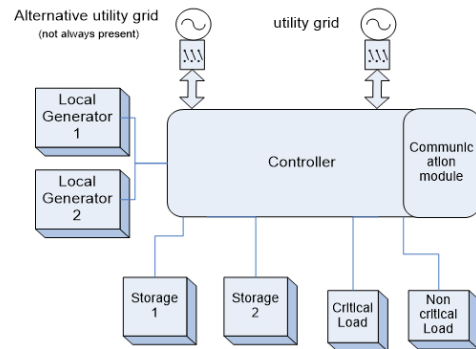 Alternative utility grid
(not always present)
utility grid
Local
Generator
1
Local
Generator
2
Controller
Communic
ation
module
Storage
1
Storage
2
Critical
Load
Non
critical
Load